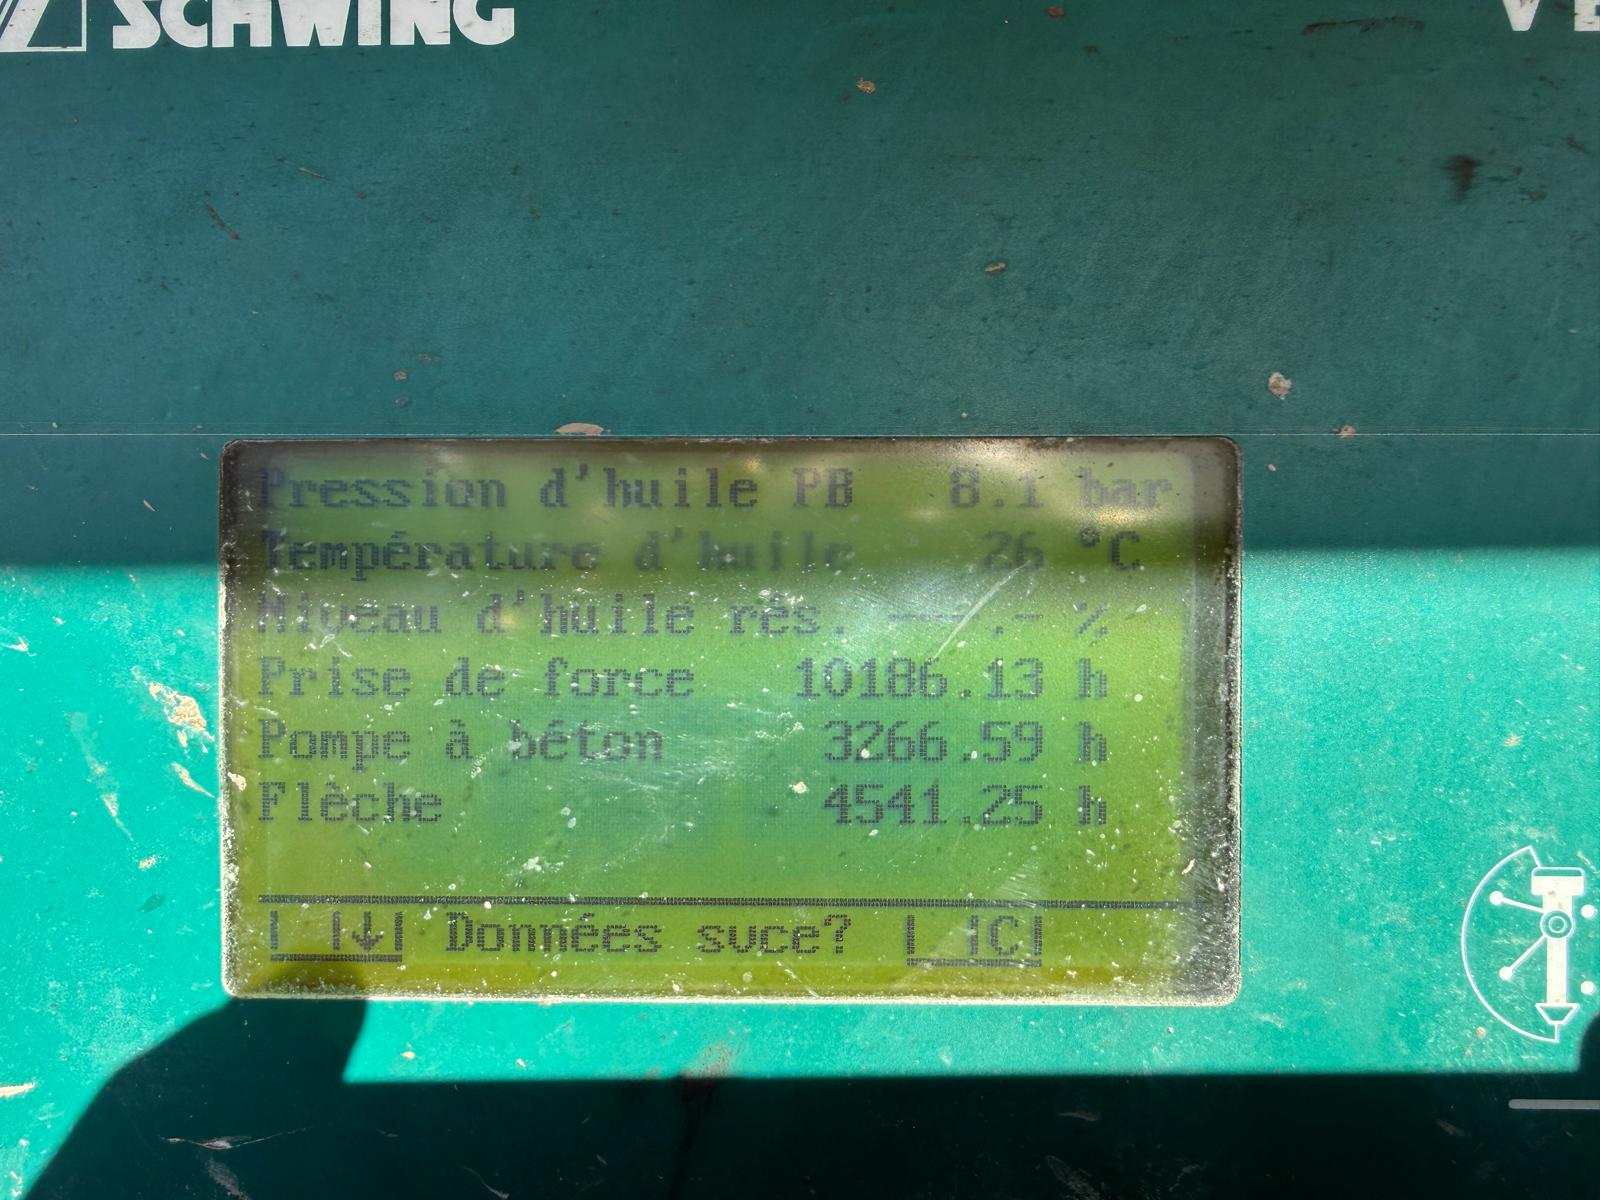 SCHWING
Pression d'huile PB 8.1 bar
Température d'huile 26 °C
Niveau d'huile rés. ---.- %
Prise de force 10186.13 h
Pompe à béton 3266.59 h
Flèche 4541.25 h
↓ Données svce? C